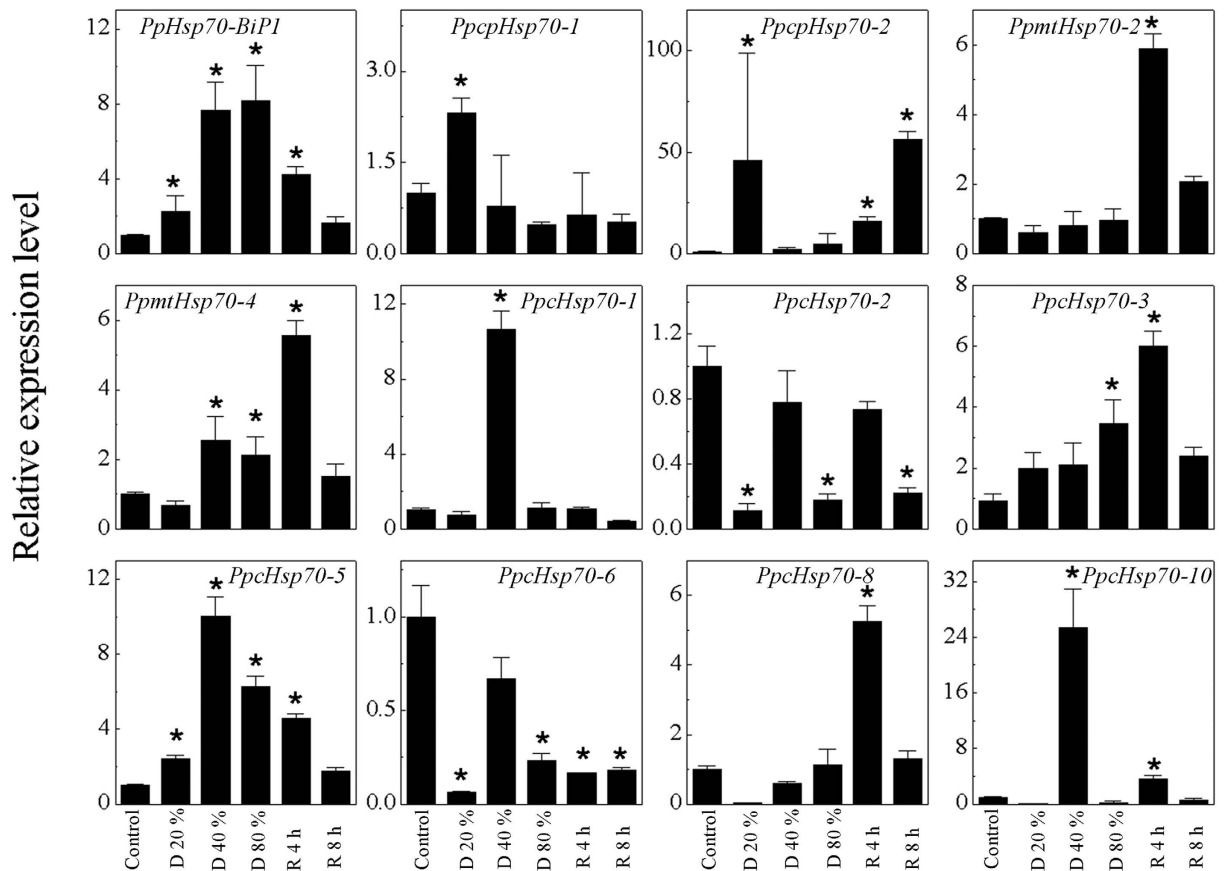 Relative expression level
PpHsp70-BiP1
12
8
4
0
* * * *
PpcpHsp70-1
3.0
1.5
0.0
*
PpcpHsp70-2
100
50
0
* * *
PpmtHsp70-2
6
4
2
0
*
PpmtHsp70-4
6
4
2
0
* * *
PpcHsp70-1
12
8
4
0
*
PpcHsp70-2
1.2
0.8
0.4
0.0
* * *
PpcHsp70-3
8
6
4
2
0
* *
PpcHsp70-5
12
8
4
0
* * * *
PpcHsp70-6
1.0
0.5
0.0
* * * *
PpcHsp70-8
6
4
2
0
*
PpcHsp70-10
32
24
16
8
0
* *
Control D 20 % D 40 % D 80 % R 4 h R 8 h
Control D 20 % D 40 % D 80 % R 4 h R 8 h
Control D 20 % D 40 % D 80 % R 4 h R 8 h
Control D 20 % D 40 % D 80 % R 4 h R 8 h